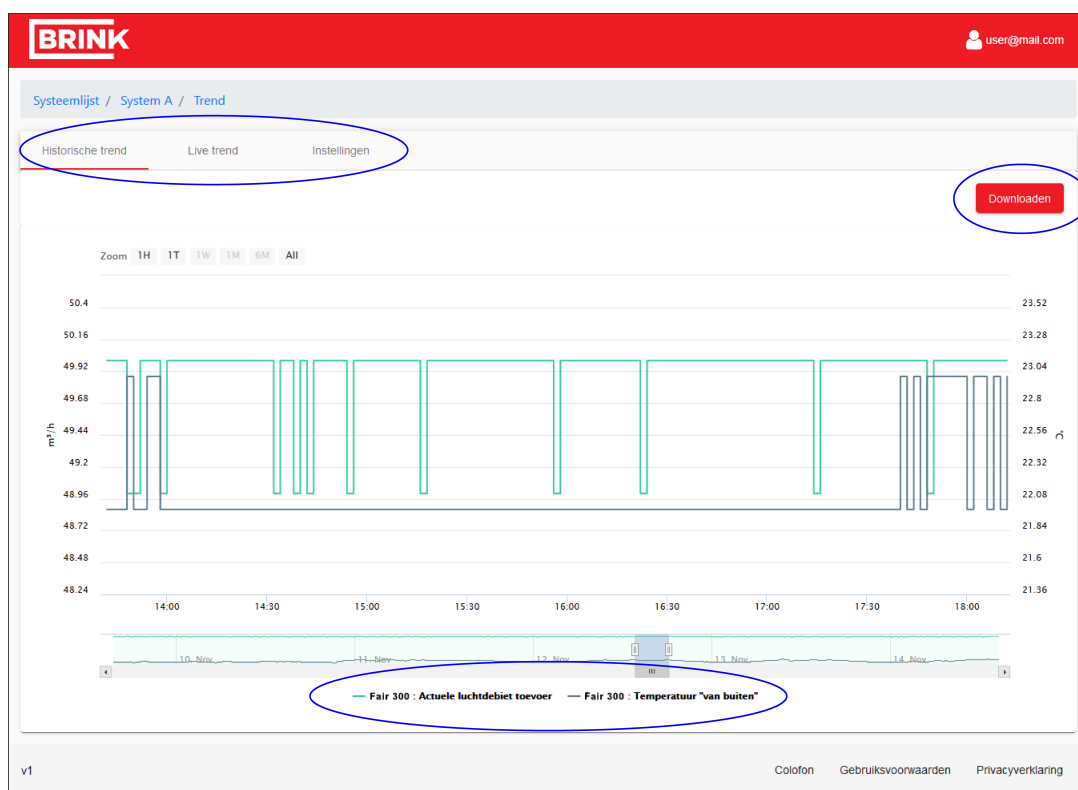 BRINK
user@mail.com
Systeemlijst / System A / Trend
Historische trend Live trend Instellingen
Downloaden
Zoom 1H 1T 1W 1M 6M All
50.4 23.52
50.16 23.28
49.92 23.04
49.68 22.8
49.44 22.56
m³/h °C
49.2 22.32
48.96 22.08
48.72 21.84
48.48 21.6
48.24 21.36
14:00 14:30 15:00 15:30 16:00 16:30 17:00 17:30 18:00
10. Nov 11. Nov 12. Nov 13. Nov 14. Nov
Fair 300 : Actuele luchtdebiet toevoer Fair 300 : Temperatuur "van buiten"
v1 Colofon Gebruiksvoorwaarden Privacyverklaring